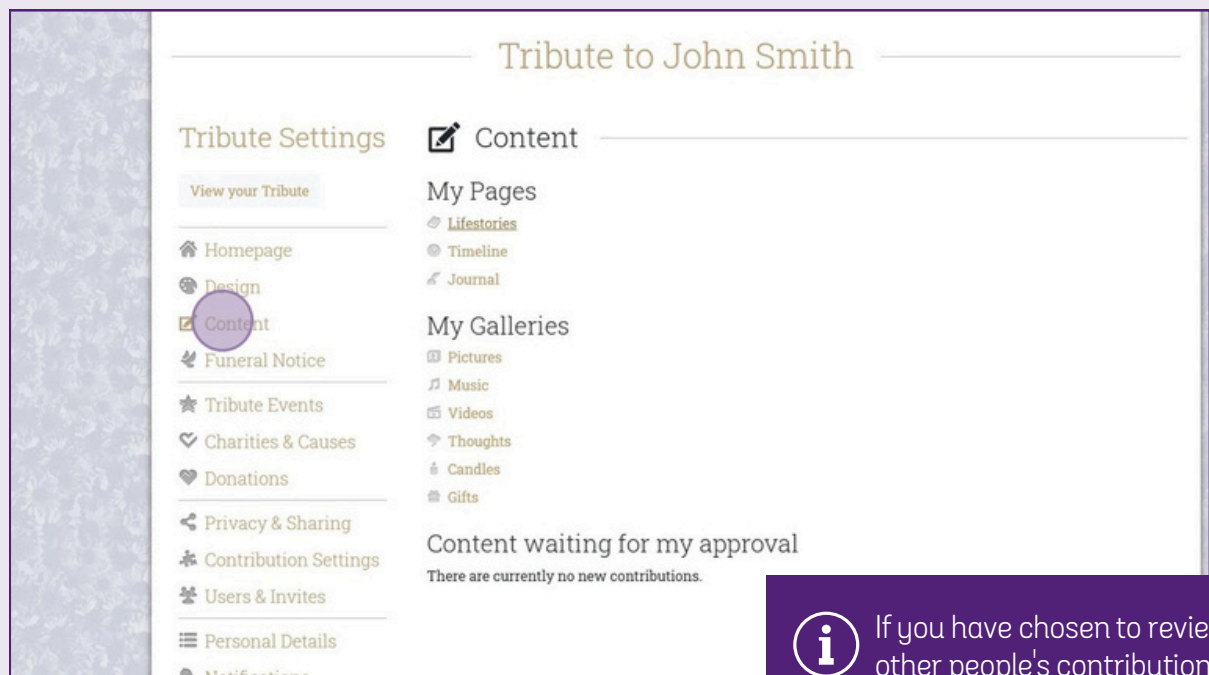 Tribute to John Smith
Tribute Settings
View your Tribute
Homepage
Design
Content
Funeral Notice
Tribute Events
Charities & Causes
Donations
Privacy & Sharing
Contribution Settings
Users & Invites
Personal Details
Notifications
Content
My Pages
Lifestories
Timeline
Journal
My Galleries
Pictures
Music
Videos
Thoughts
Candles
Gifts
Content waiting for my approval
There are currently no new contributions.
If you have chosen to revie
other people's contribution